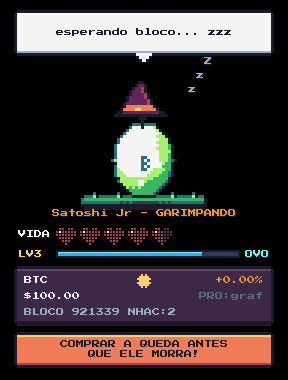 esperando bloco... zzz
z
z
z
B
Satoshi Jr - GARIMPANDO
VIDA
LV3 OVO
BTC +0.00%
$100.00 PRO:graf
BLOCO 921339 NHAC:2
COMPRAR A QUEDA ANTES
QUE ELE MORRA!